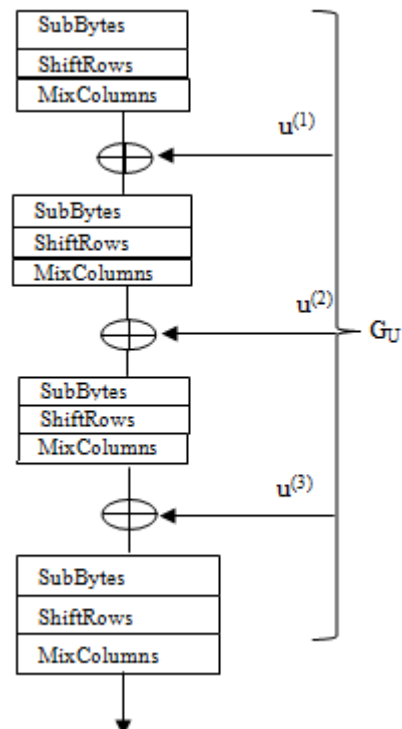 SubBytes
ShiftRows
MixColumns
u(1)
SubBytes
ShiftRows
MixColumns
u(2)
GU
SubBytes
ShiftRows
MixColumns
u(3)
SubBytes
ShiftRows
MixColumns